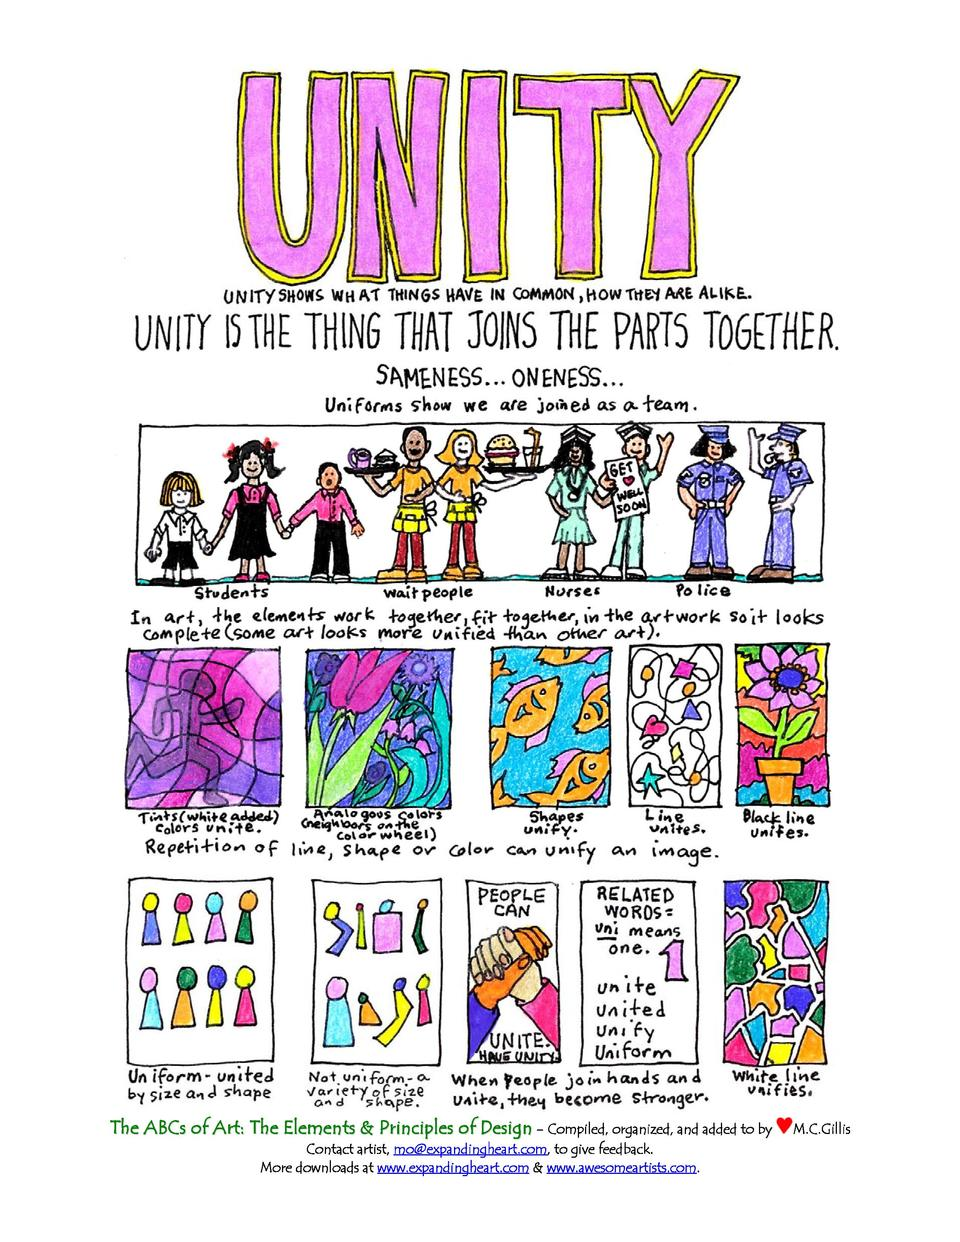 UNITY
UNITY SHOWS WHAT THINGS HAVE IN COMMON, HOW THEY ARE ALIKE.
UNITY IS THE THING THAT JOINS THE PARTS TOGETHER.
SAMENESS... ONENESS...
Uniforms show we are joined as a team.
GET
WELL
SOON
Students
Wait people
Nurses
Police
In art, the elements work together, fit together, in the artwork so it looks
complete (some art looks more unified than other art).
Tints (white added)
colors unite.
Analogous colors
(neighbors on the
color wheel)
Shapes
unify.
Line
unites.
Black line
unifies.
Repetition of line, shape or color can unify an image.
PEOPLE
CAN
UNITE.
HAVE UNITY
RELATED
WORDS=
uni means
one.
1
unite
united
unify
Uniform
Uniform-united
by size and shape
Not uniform-a
variety of size
and shape.
When people join hands and
unite, they become stronger.
White line
unifies.
The ABCs of Art: The Elements & Principles of Design – Compiled, organized, and added to by ♥M.C.Gillis
Contact artist, mo@expandingheart.com, to give feedback.
More downloads at www.expandingheart.com & www.awesomeartists.com.